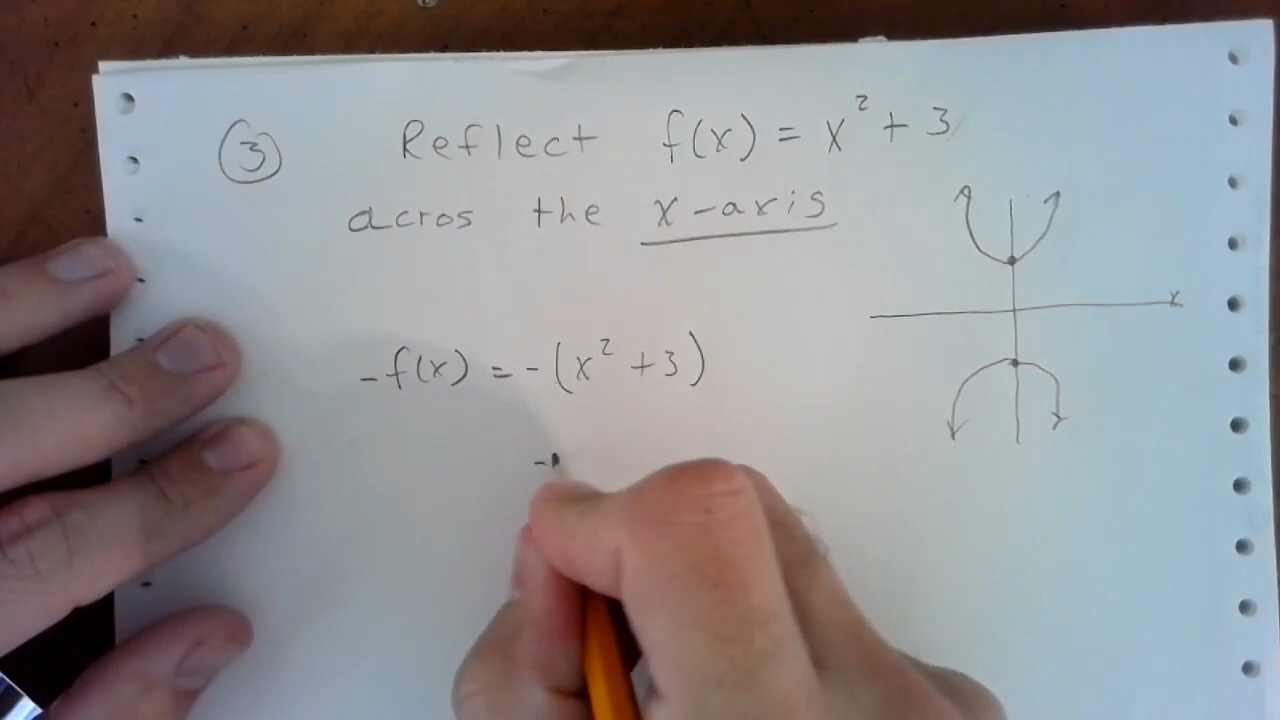 ③ Reflect f(x) = x² + 3
acros the x-axis
x
-f(x) = -(x² + 3)
-